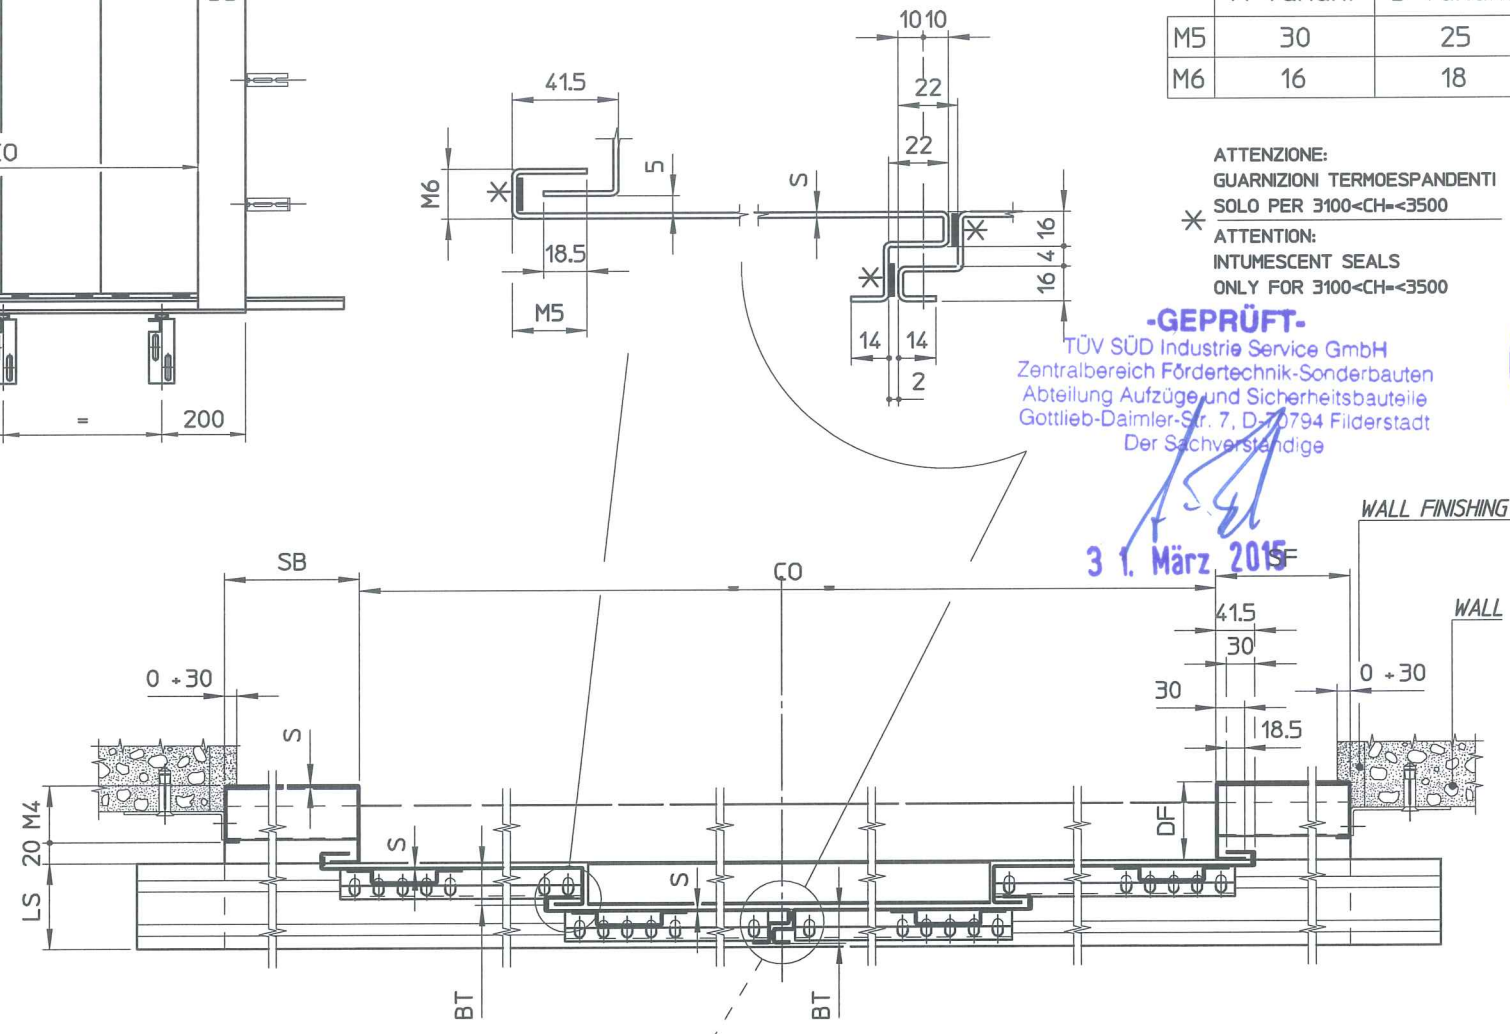 M5 30 25
M6 16 18
ATTENZIONE:
GUARNIZIONI TERMOESPANDENTI
SOLO PER 3100<CH=<3500
ATTENTION:
INTUMESCENT SEALS
ONLY FOR 3100<CH=<3500
-GEPRÜFT-
TÜV SÜD Industrie Service GmbH
Zentralbereich Fördertechnik-Sonderbauten
Abteilung Aufzüge und Sicherheitsbauteile
Gottlieb-Daimler-Str. 7, D-70794 Filderstadt
Der Sachverständige
3 1. März 2015
= 200
41.5
M6
5
18.5
M5
S
1010
22
22
16
4
16
14 14
2
WALL FINISHING
WALL
SB
CO
= =
SF
41.5
30
30
18.5
0 +30
0 +30
S
M4
20
LS
S
S
DF
BT
BT